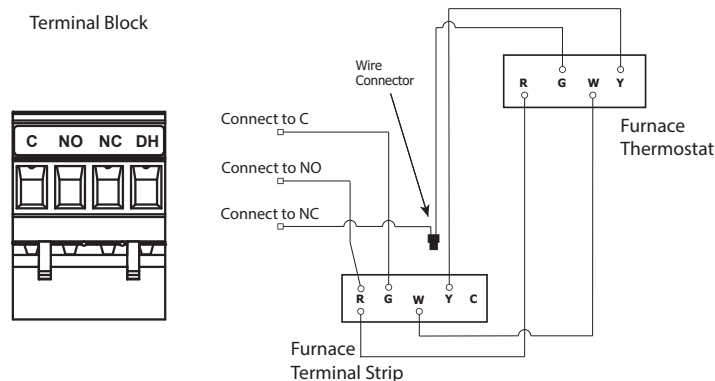 Terminal Block
C NO NC DH
Wire
Connector
Connect to C
Connect to NO
Connect to NC
R G W Y
Furnace
Thermostat
R G W Y C
Furnace
Terminal Strip